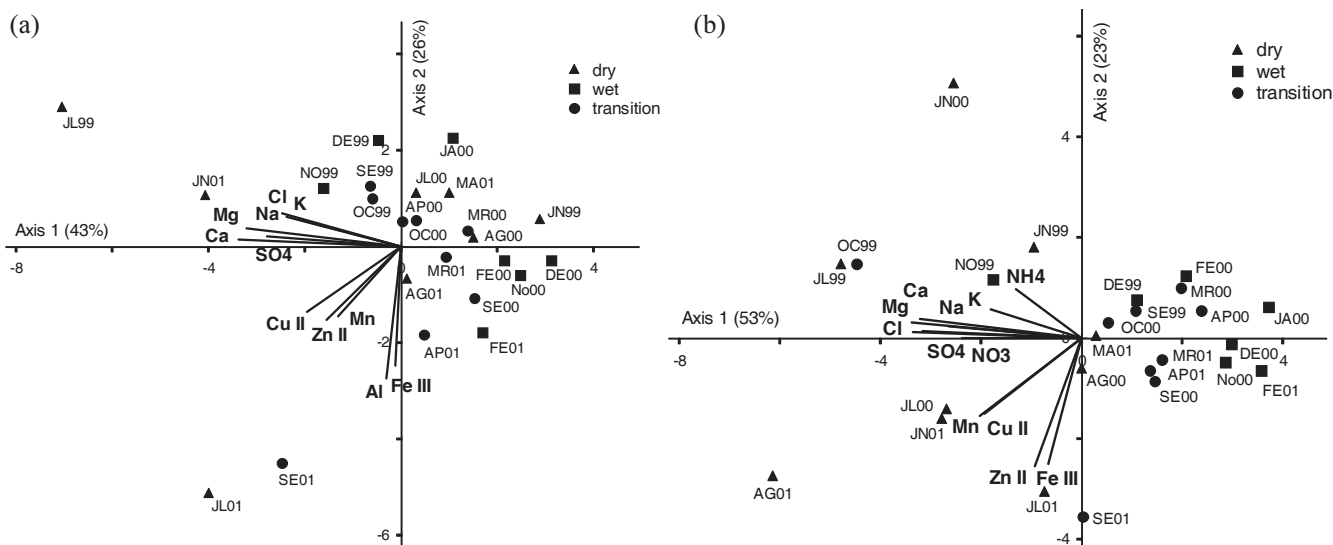 (a)
Axis 2 (26%)
dry
wet
transition
JL99
DE99
2
JA00
NO99
SE99
JL00
MA01
JN01
Cl
K
OC99
AP00
MR00
JN99
Mg
Na
OC00
AG00
Axis 1 (43%)
Ca
SO4
-8
-4
0
4
MR01
FE00
DE00
AG01
No00
SE00
Cu II
Zn II
Mn
-2
AP01
FE01
Al
Fe III
SE01
JL01
-6
(b)
Axis 2 (23%)
dry
wet
transition
JN00
4
JN99
OC99
JL99
NO99
NH4
FE00
DE99
MR00
Ca
Na
K
SE99
AP00
JA00
Mg
OC00
Axis 1 (53%)
Cl
-8
-4
0
4
SO4
NO3
MA01
MR01
DE00
AG00
AP01
No00
FE01
SE00
JL00
JN01
Mn
Cu II
Zn II
Fe III
AG01
JL01
SE01
-4